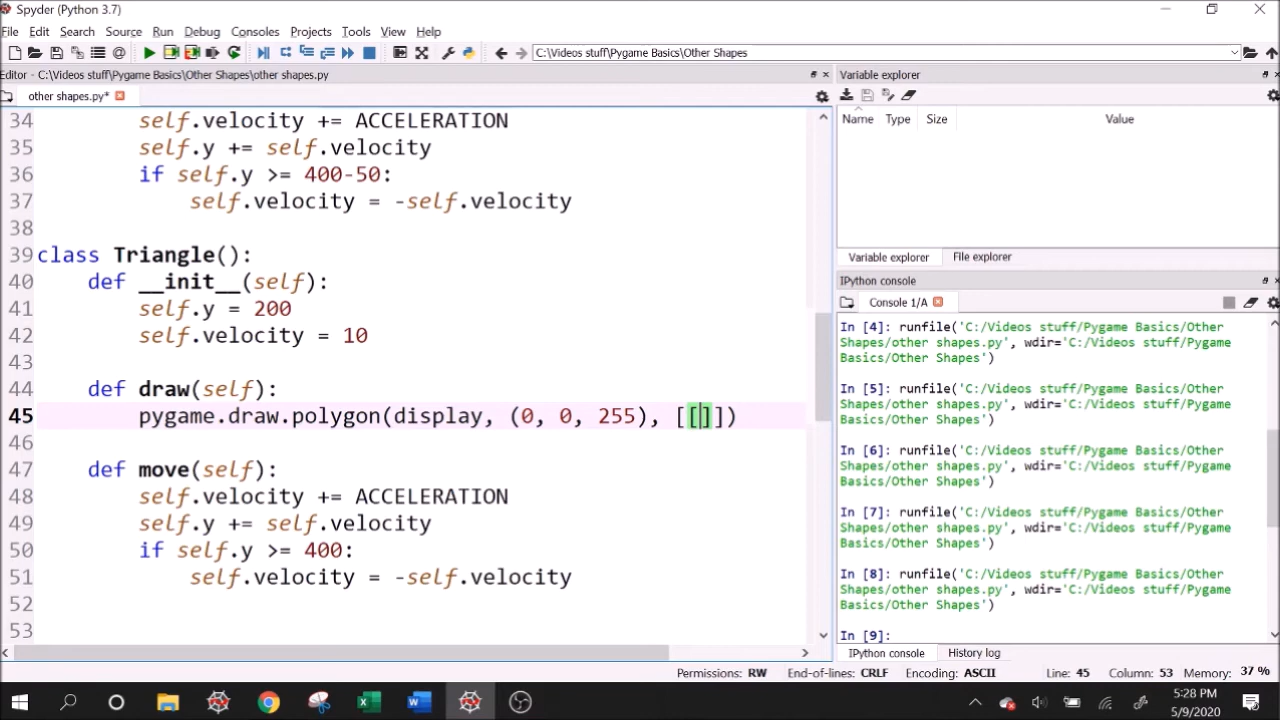 Spyder (Python 3.7)
File Edit Search Source Run Debug Consoles Projects Tools View Help
C:\Videos stuff\Pygame Basics\Other Shapes
Editor - C:\Videos stuff\Pygame Basics\Other Shapes\other shapes.py
other shapes.py*
34 self.velocity += ACCELERATION
35 self.y += self.velocity
36 if self.y >= 400-50:
37 self.velocity = -self.velocity
38
39 class Triangle():
40 def __init__(self):
41 self.y = 200
42 self.velocity = 10
43
44 def draw(self):
45 pygame.draw.polygon(display, (0, 0, 255), [[]])
46
47 def move(self):
48 self.velocity += ACCELERATION
49 self.y += self.velocity
50 if self.y >= 400:
51 self.velocity = -self.velocity
52
53
Variable explorer
Name Type Size Value
Variable explorer File explorer
IPython console
Console 1/A
In [4]: runfile('C:/Videos stuff/Pygame Basics/Other
Shapes/other shapes.py', wdir='C:/Videos stuff/Pygame
Basics/Other Shapes')
In [5]: runfile('C:/Videos stuff/Pygame Basics/Other
Shapes/other shapes.py', wdir='C:/Videos stuff/Pygame
Basics/Other Shapes')
In [6]: runfile('C:/Videos stuff/Pygame Basics/Other
Shapes/other shapes.py', wdir='C:/Videos stuff/Pygame
Basics/Other Shapes')
In [7]: runfile('C:/Videos stuff/Pygame Basics/Other
Shapes/other shapes.py', wdir='C:/Videos stuff/Pygame
Basics/Other Shapes')
In [8]: runfile('C:/Videos stuff/Pygame Basics/Other
Shapes/other shapes.py', wdir='C:/Videos stuff/Pygame
Basics/Other Shapes')
In [9]:
IPython console History log
Permissions: RW End-of-lines: CRLF Encoding: ASCII Line: 45 Column: 53 Memory: 37 %
5:28 PM
5/9/2020